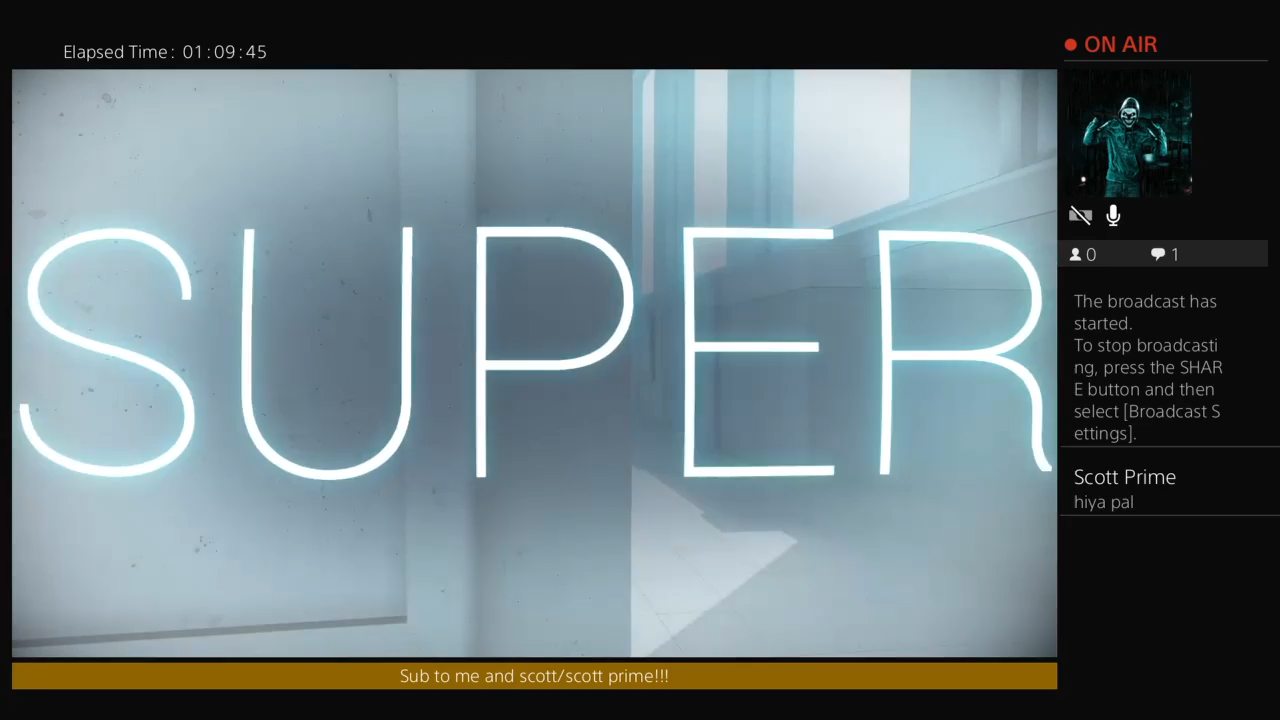 Elapsed Time: 01:09:45
ON AIR
SUPER
0
1
The broadcast has
started.
To stop broadcasti
ng, press the SHAR
E button and then
select [Broadcast S
ettings].
Scott Prime
hiya pal
Sub to me and scott/scott prime!!!